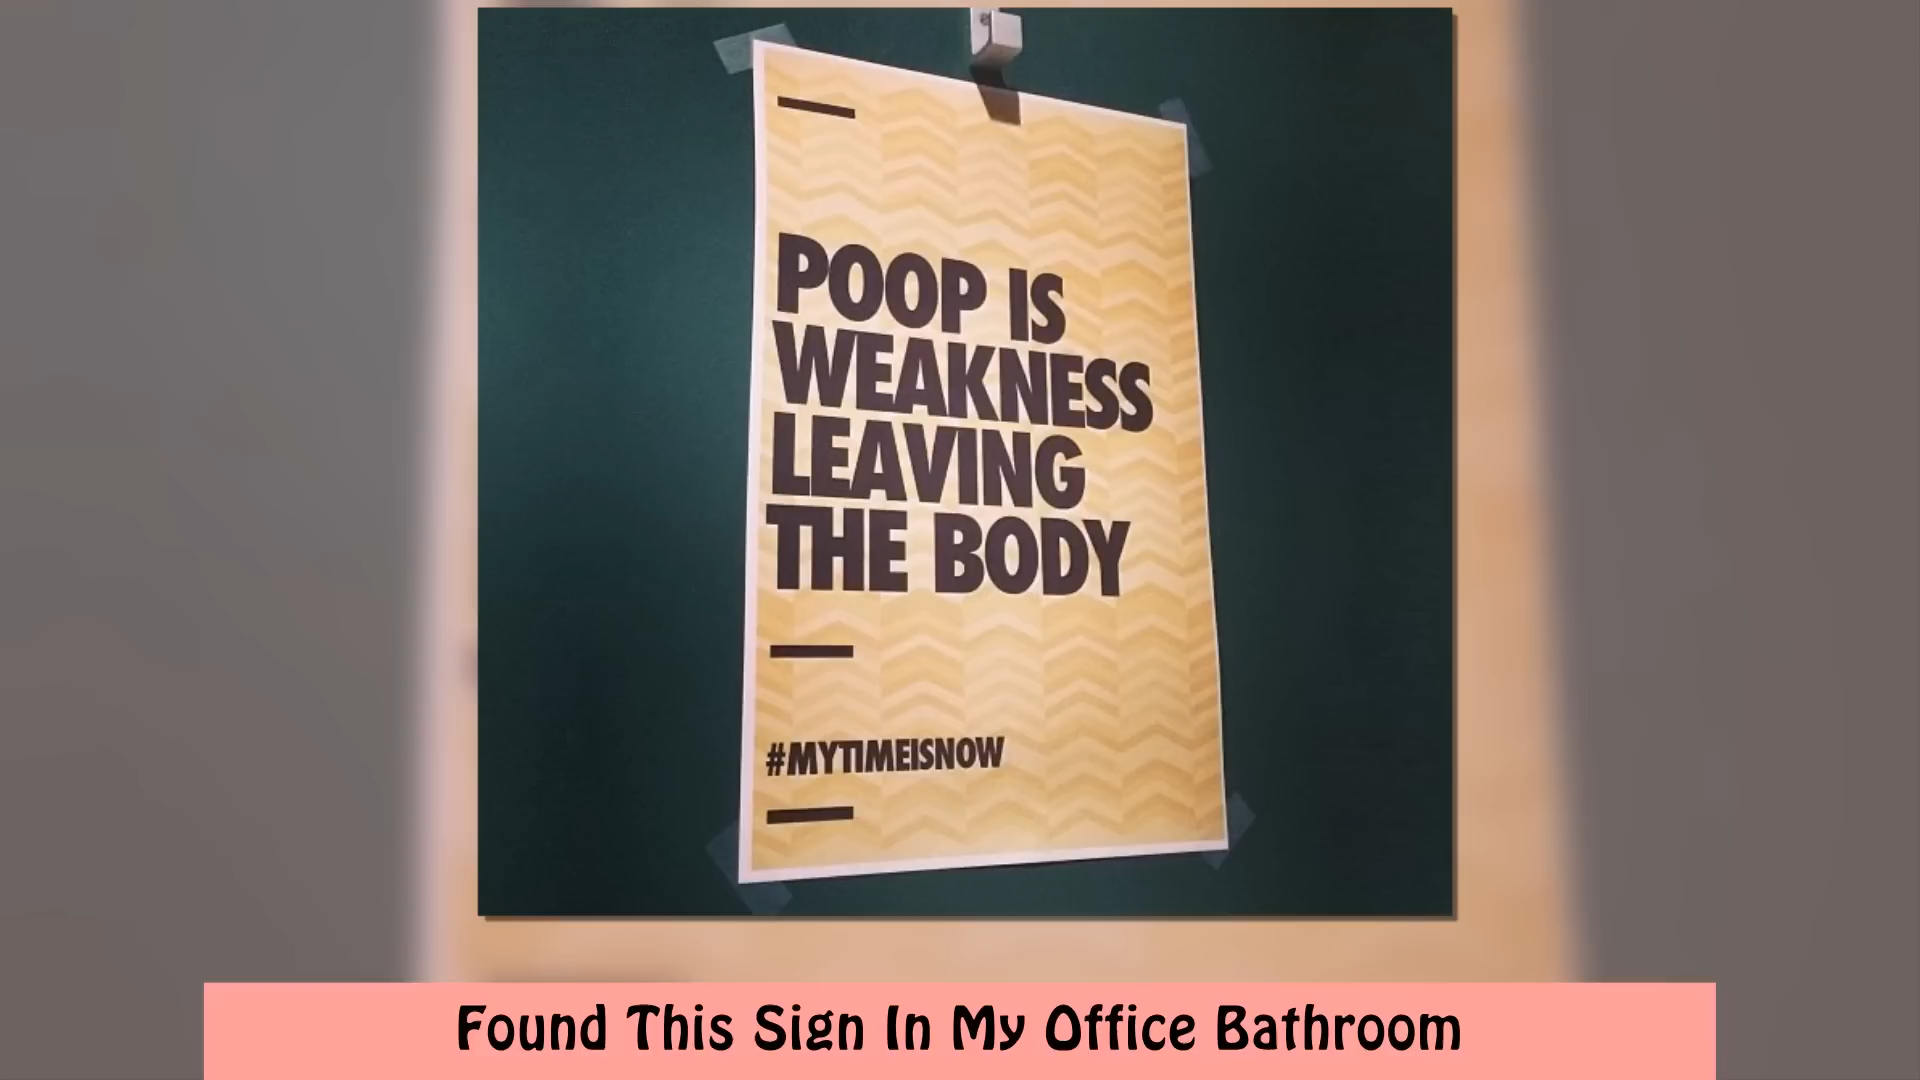 POOP IS
WEAKNESS
LEAVING
THE BODY
#MYTIMEISNOW
Found This Sign In My Office Bathroom